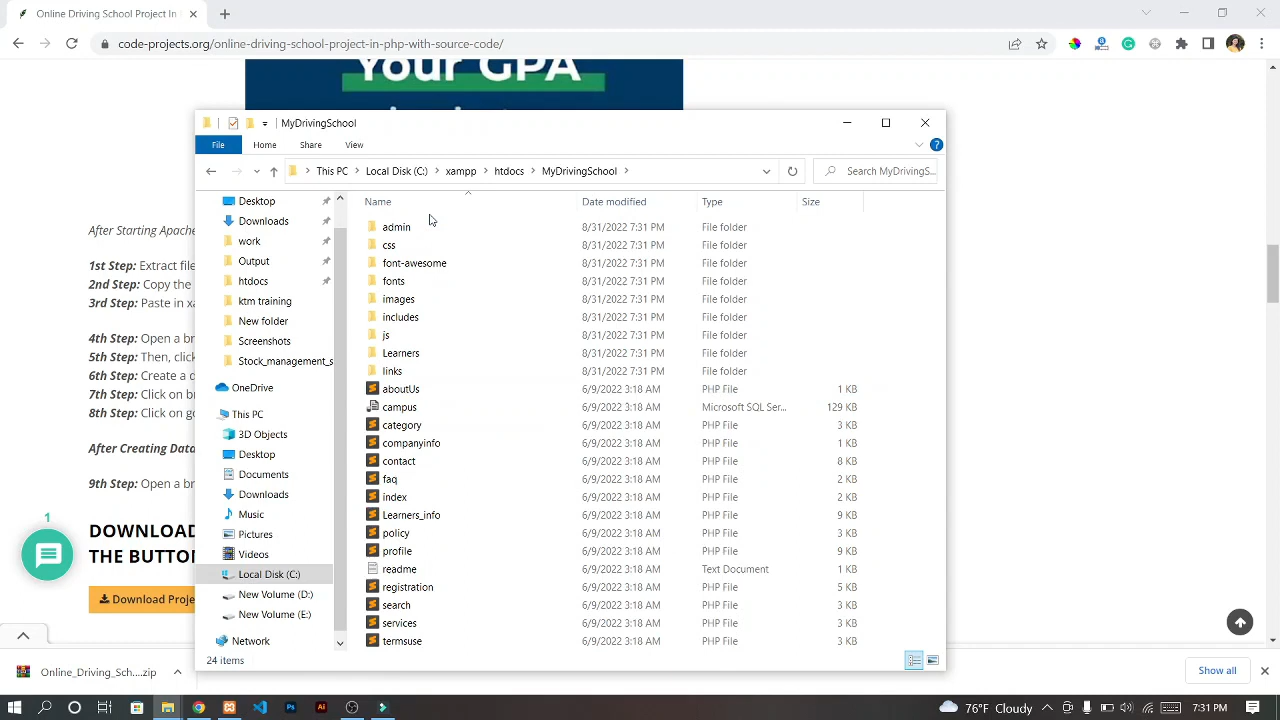 Online Driving School Project In
code-projects.org/online-driving-school-project-in-php-with-source-code/
Your GPA
MyDrivingSchool
File Home Share View
This PC Local Disk (C:) xampp htdocs MyDrivingSchool
Search MyDrivingS...
Name Date modified Type Size
Desktop
Downloads
work
Output
htdocs
ktm training
New folder
Screenshots
Stock_management_s
OneDrive
This PC
3D Objects
Desktop
Documents
Downloads
Music
Pictures
Videos
Local Disk (C:)
New Volume (D:)
New Volume (E:)
Network
admin 8/31/2022 7:31 PM File folder
css 8/31/2022 7:31 PM File folder
font-awesome 8/31/2022 7:31 PM File folder
fonts 8/31/2022 7:31 PM File folder
images 8/31/2022 7:31 PM File folder
includes 8/31/2022 7:31 PM File folder
js 8/31/2022 7:31 PM File folder
Learners 8/31/2022 7:31 PM File folder
links 8/31/2022 7:31 PM File folder
aboutUs 6/9/2022 3:18 AM PHP File 1 KB
campus 6/9/2022 3:18 AM Microsoft SQL Ser... 129 KB
category 6/9/2022 3:18 AM PHP File 3 KB
companyinfo 6/9/2022 3:18 AM PHP File 1 KB
contact 6/9/2022 3:18 AM PHP File 8 KB
faq 6/9/2022 3:18 AM PHP File 2 KB
index 6/9/2022 3:18 AM PHP File 2 KB
Learners_info 6/9/2022 3:18 AM PHP File 9 KB
policy 6/9/2022 3:18 AM PHP File 3 KB
profile 6/9/2022 3:18 AM PHP File 9 KB
readme 6/9/2022 3:18 AM Text Document 1 KB
registration 6/9/2022 3:18 AM PHP File 5 KB
search 6/9/2022 3:18 AM PHP File 3 KB
services 6/9/2022 3:18 AM PHP File 3 KB
termsuse 6/9/2022 3:18 AM PHP File 3 KB
24 items
After Starting Apache
1st Step: Extract file
2nd Step: Copy the
3rd Step: Paste in xa
4th Step: Open a br
5th Step: Then, click
6th Step: Create a d
7th Step: Click on br
8th Step: Click on go
After Creating Data
9th Step: Open a br
1
DOWNLOAD
THE BUTTON
Download Proje
Online_Driving_Sch....zip
Show all
76°F Cloudy
7:31 PM